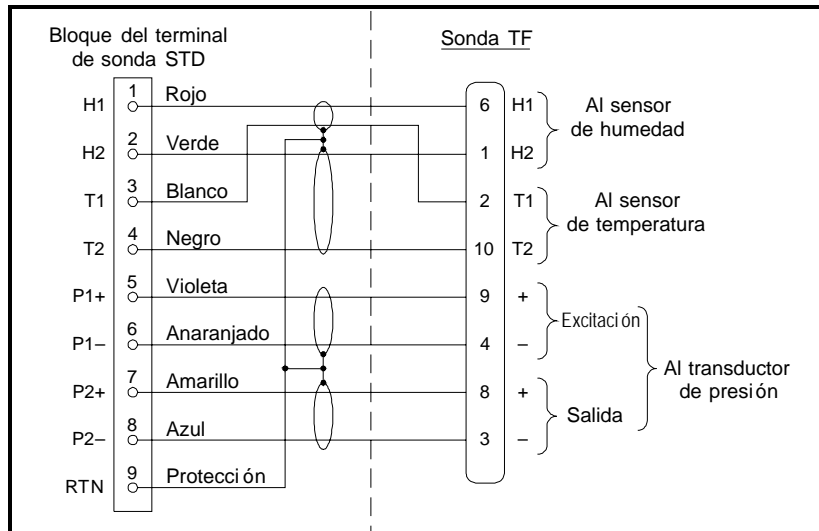 Bloque del terminal
de sonda STD
Sonda TF
H1 1 Rojo 6 H1
H2 2 Verde 1 H2
Al sensor
de humedad
T1 3 Blanco 2 T1
T2 4 Negro 10 T2
Al sensor
de temperatura
P1+ 5 Violeta 9 +
P1– 6 Anaranjado 4 –
Excitación
P2+ 7 Amarillo 8 +
P2– 8 Azul 3 –
Salida
Al transductor
de presión
RTN 9 Protección